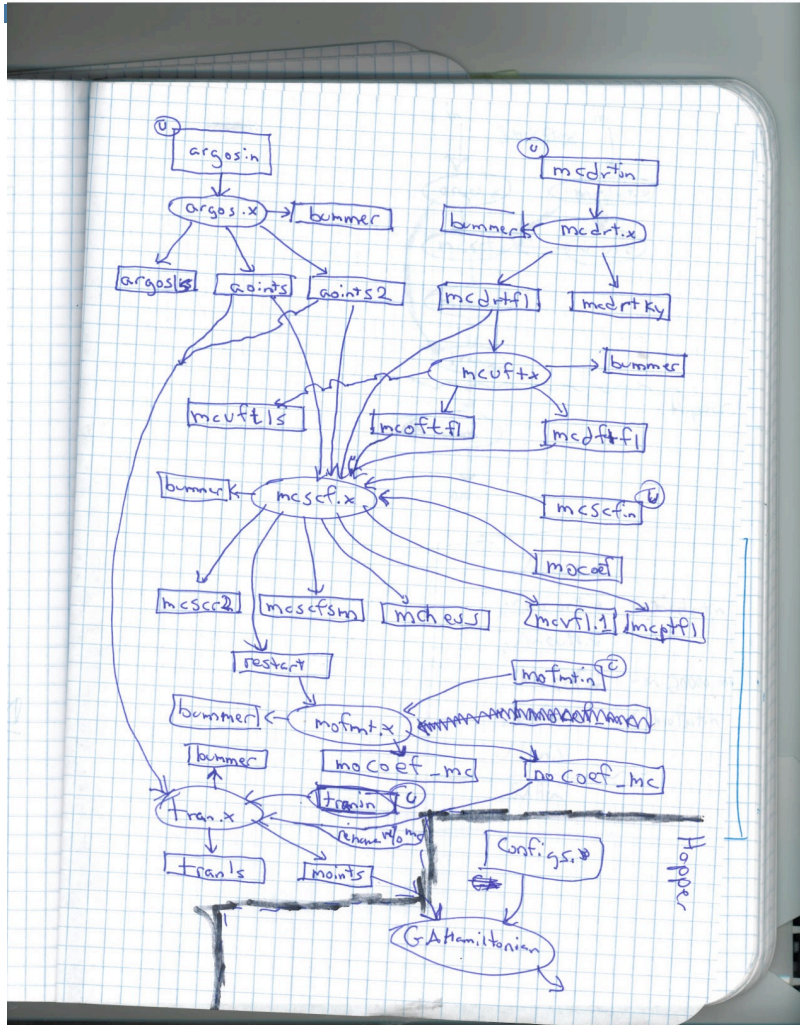 U
argosin
U
mcdrtin
argos.x
bummer
bummer
mcdrt.x
argosls
aoints
aoints2
mcdrtfl
mcdrtky
mcuft.x
bummer
mcuftls
mcoftfl
mcdftfl
bummer
mcscf.x
mcscfin
U
mocoef
mcscr2
mcscfsm
mchess
mcvfl.1
mcptfl
restart
mofmtin
U
bummer
mofmt.x
bummer
mocoef_mc
nocoef_mc
tranin
U
tran.x
rename w/o mc
Configs.
Hopper
tranls
moints
GAHamiltonian